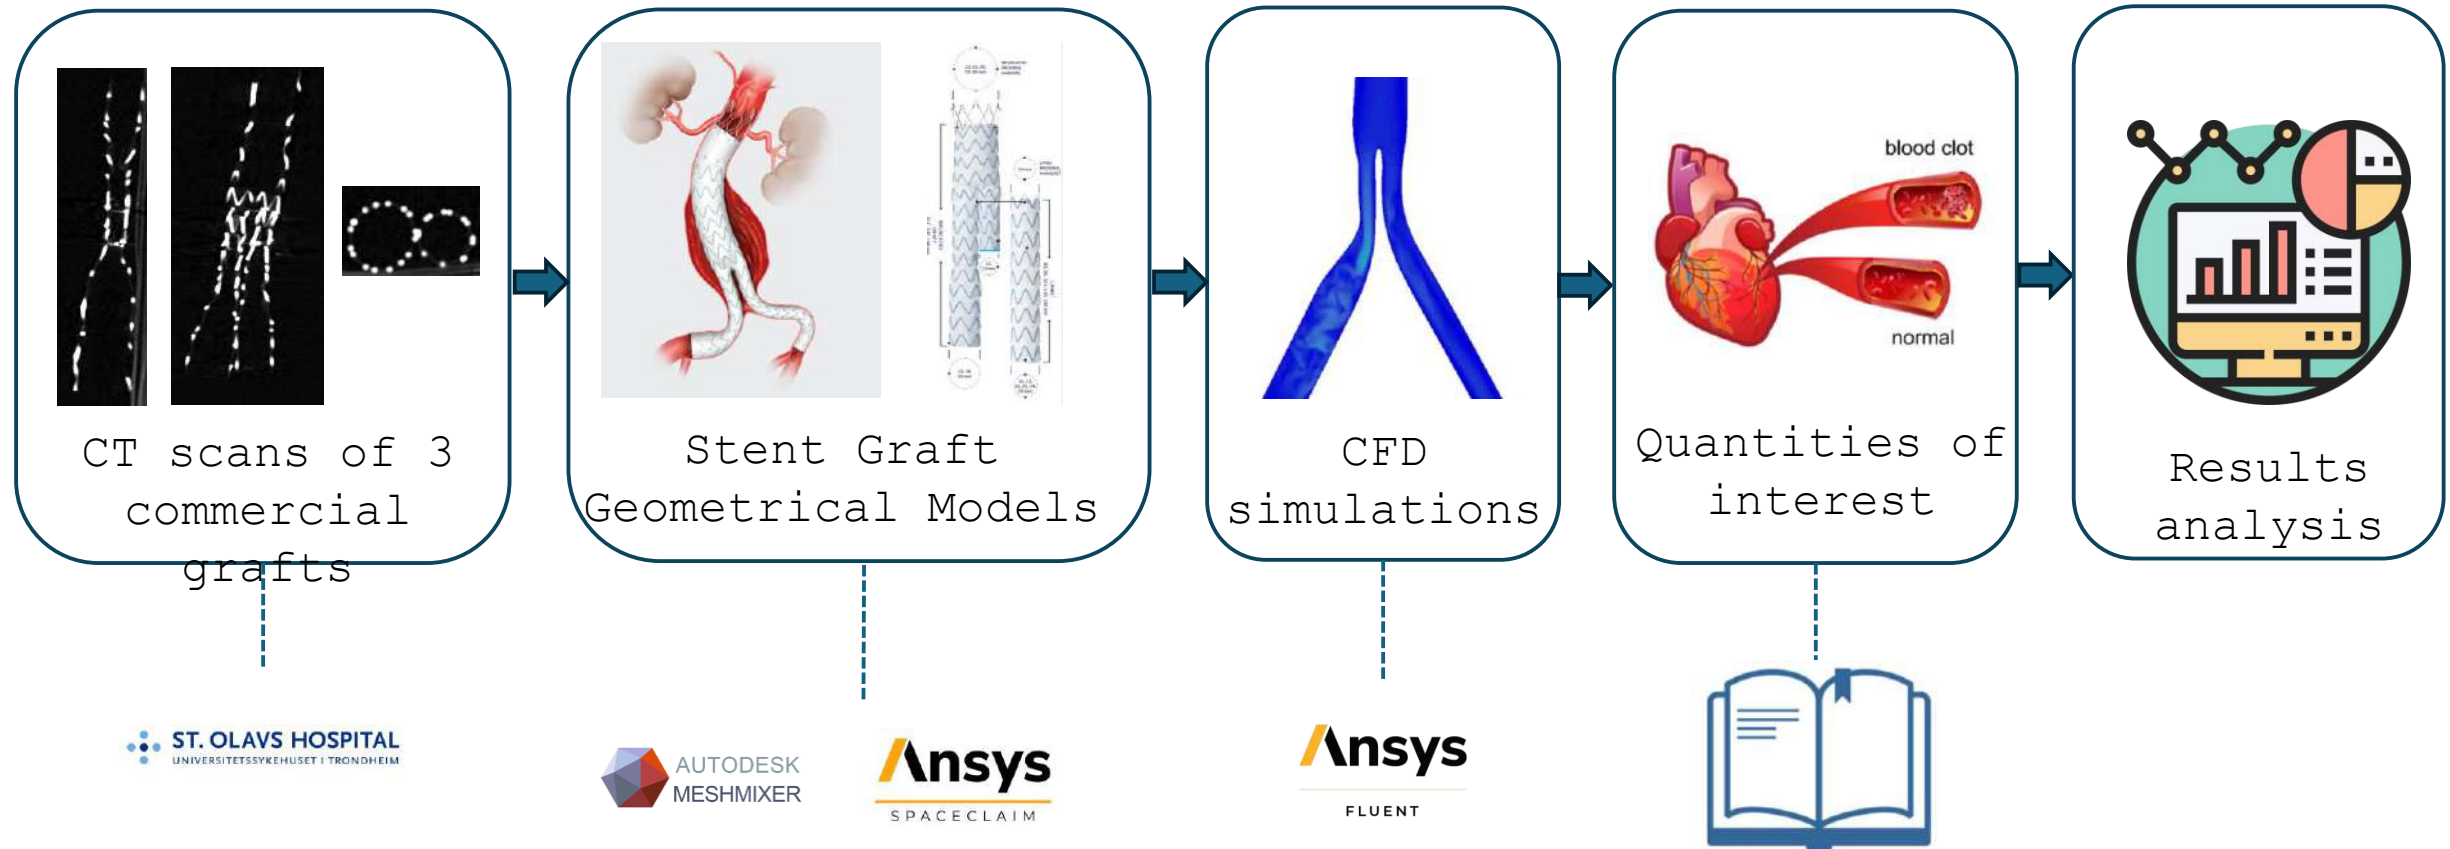 blood clot
normal
CT scans of 3
commercial
grafts
Stent Graft
Geometrical Models
CFD
simulations
Quantities of
interest
Results
analysis
ST. OLAVS HOSPITAL
UNIVERSITETSSYKEHUSET I TRONDHEIM
AUTODESK
MESHMIXER
Ansys
SPACECLAIM
Ansys
FLUENT